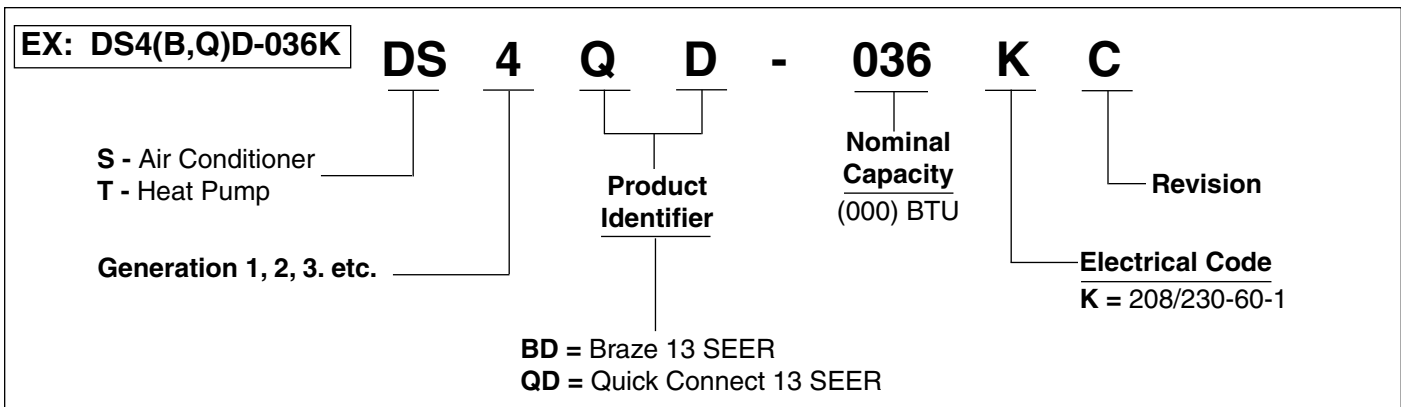 EX: DS4(B,Q)D-036K
DS 4 Q D - 036 K C
S - Air Conditioner
T - Heat Pump
Generation 1, 2, 3. etc.
Product
Identifier
BD = Braze 13 SEER
QD = Quick Connect 13 SEER
Nominal
Capacity
(000) BTU
Revision
Electrical Code
K = 208/230-60-1